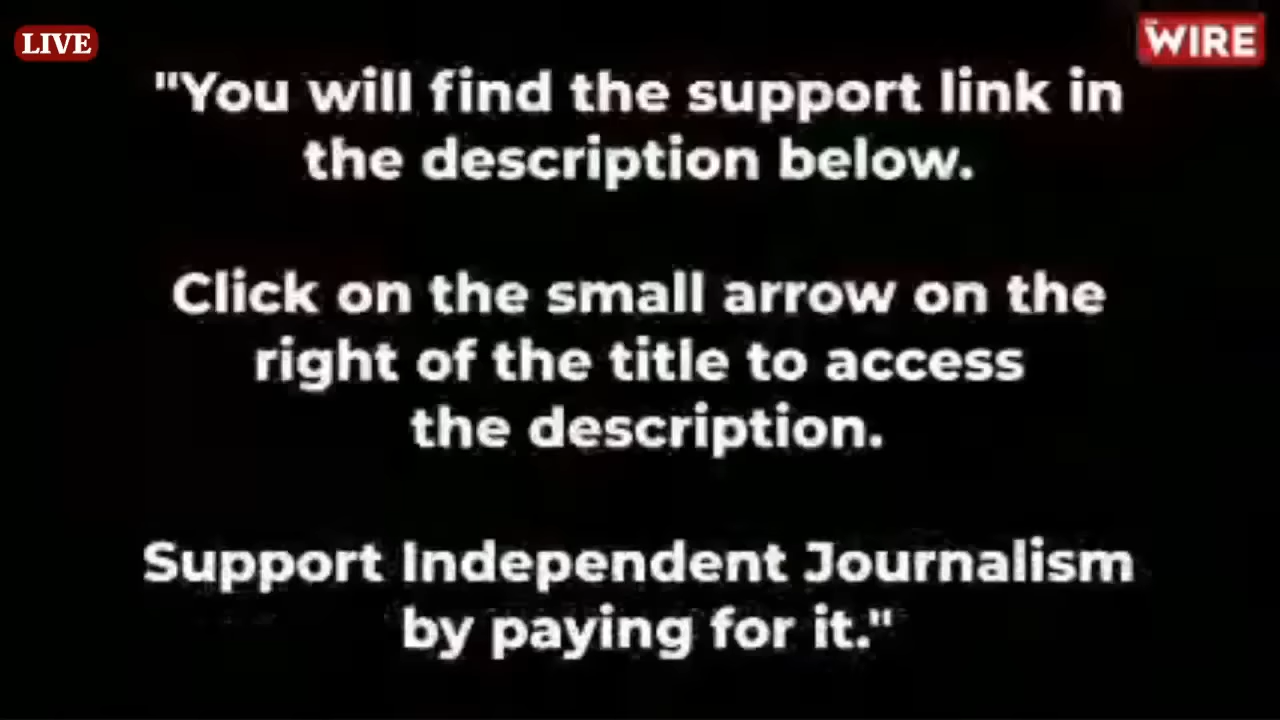 LIVE
THE WIRE
"You will find the support link in
the description below.
Click on the small arrow on the
right of the title to access
the description.
Support Independent Journalism
by paying for it."